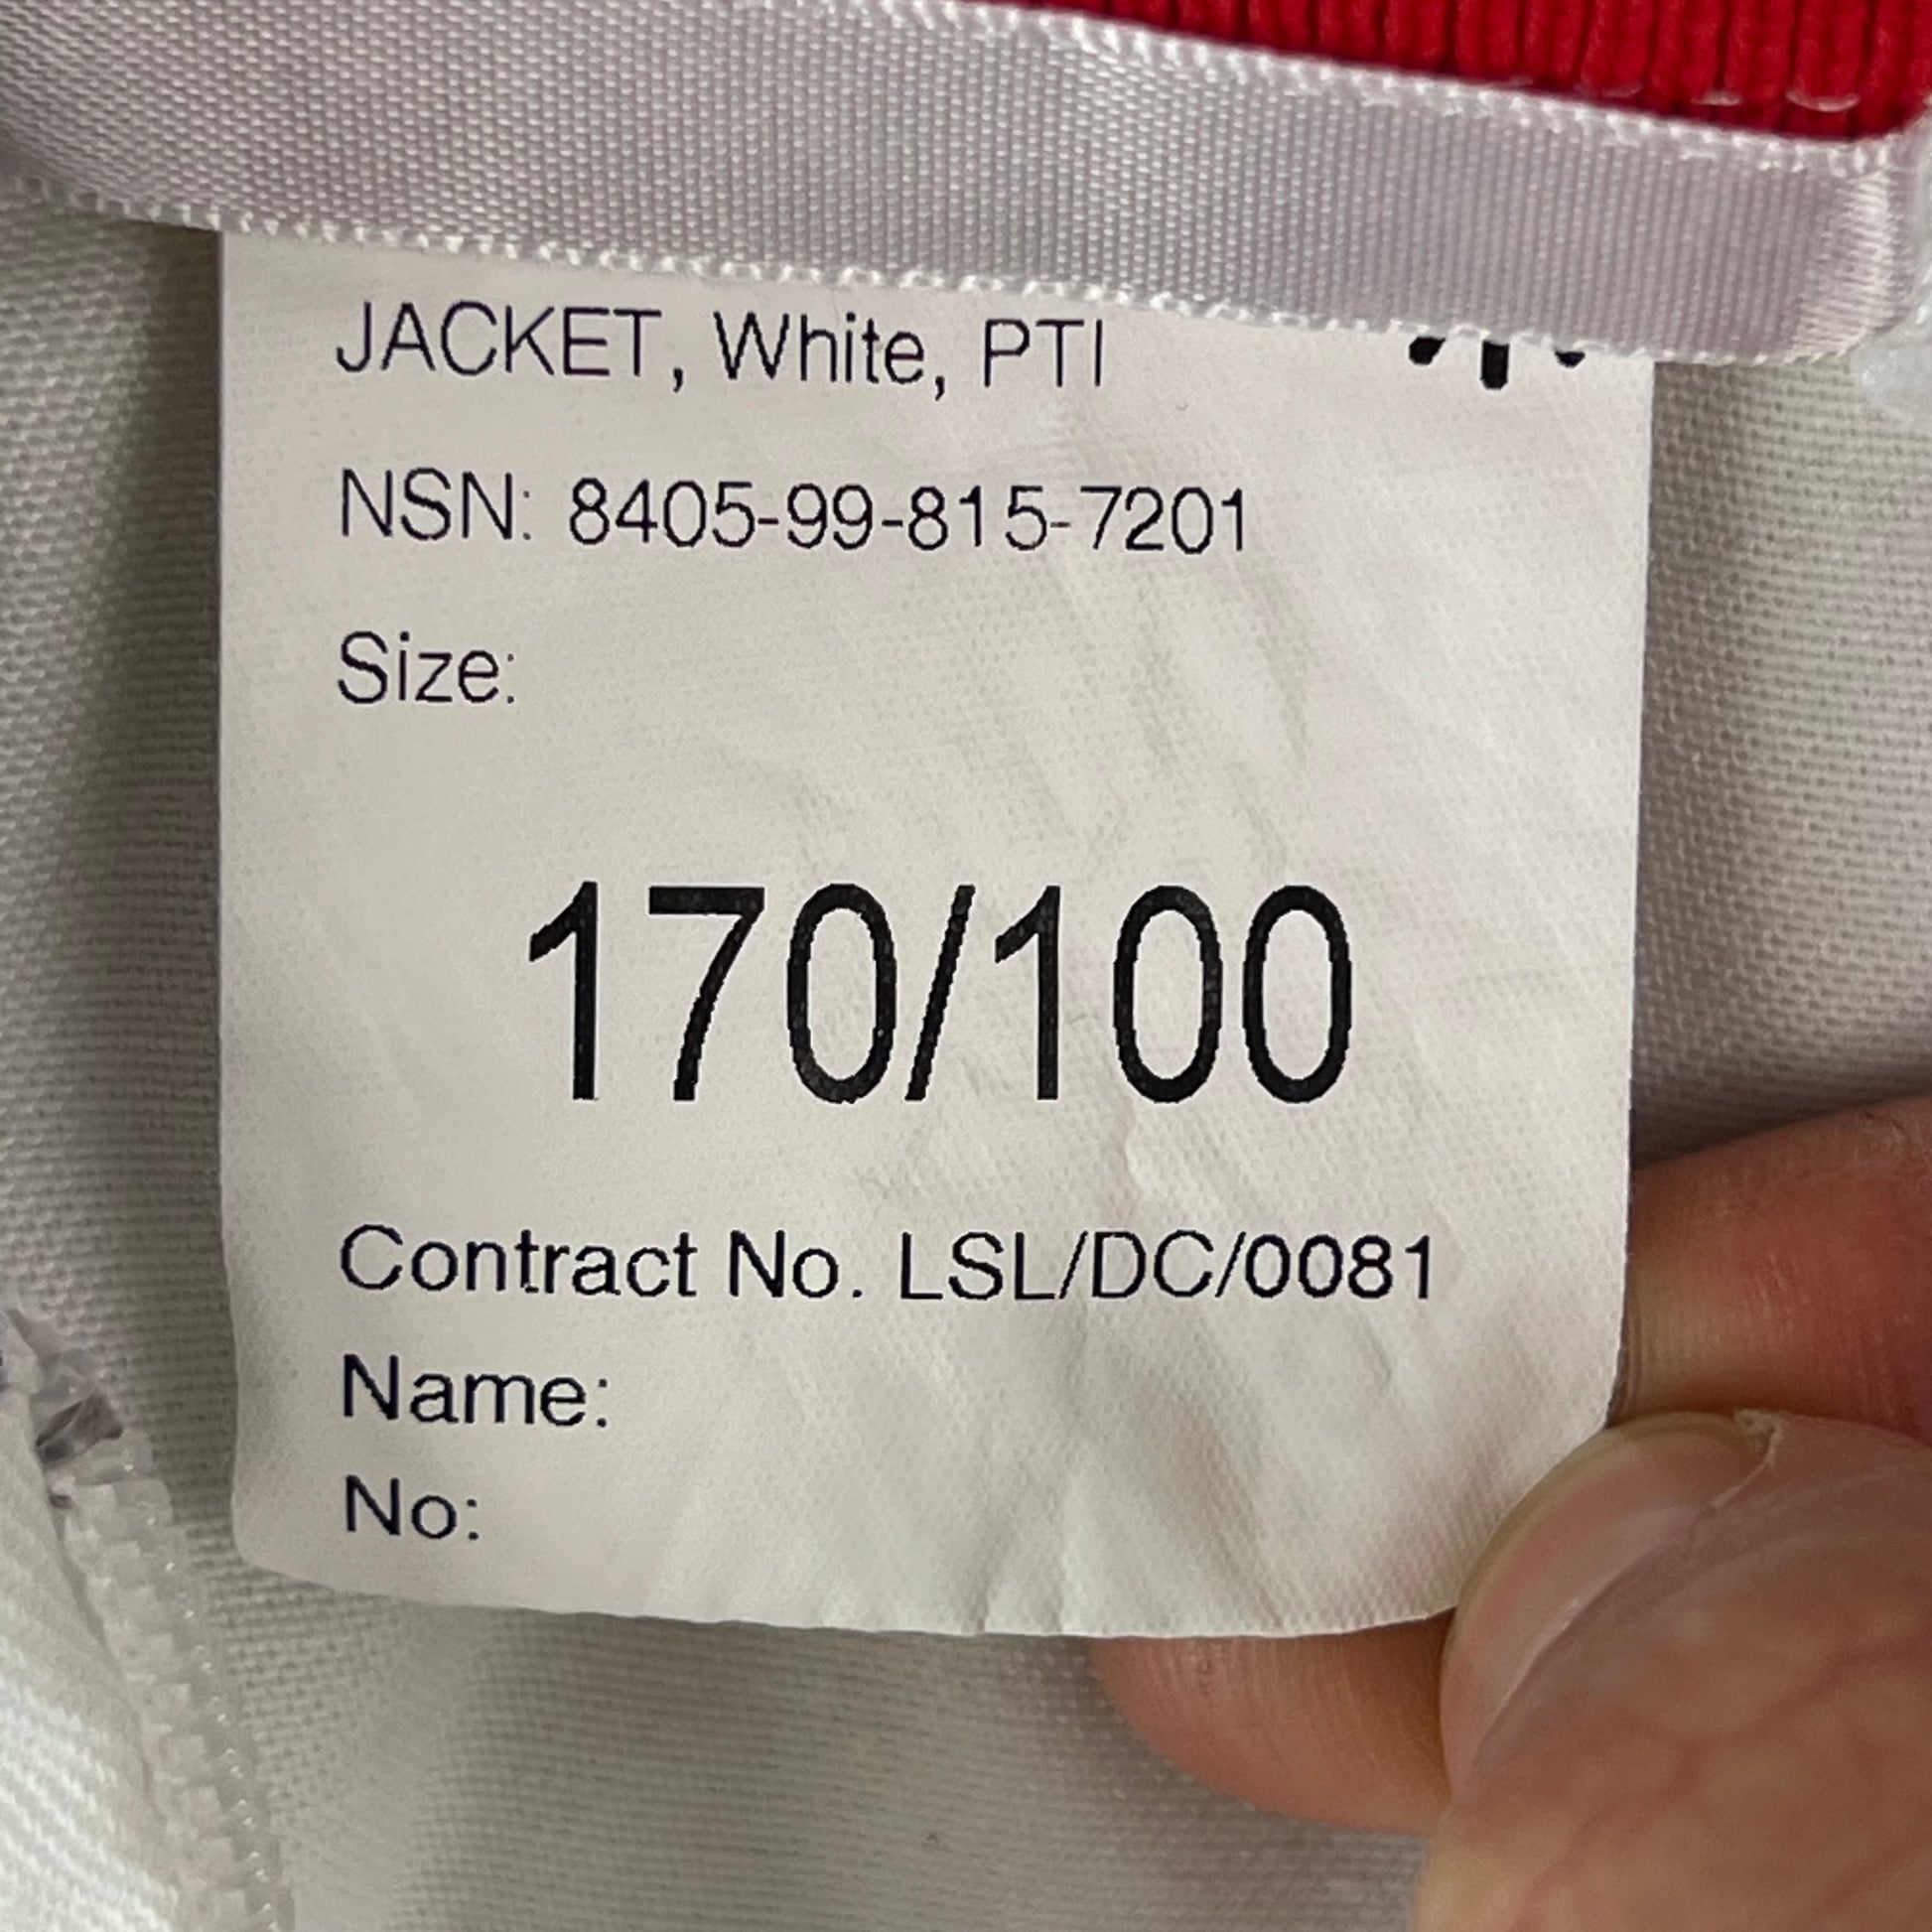 JACKET, White, PTI
NSN: 8405-99-815-7201
Size:
170/100
Contract No. LSL/DC/0081
Name:
No: